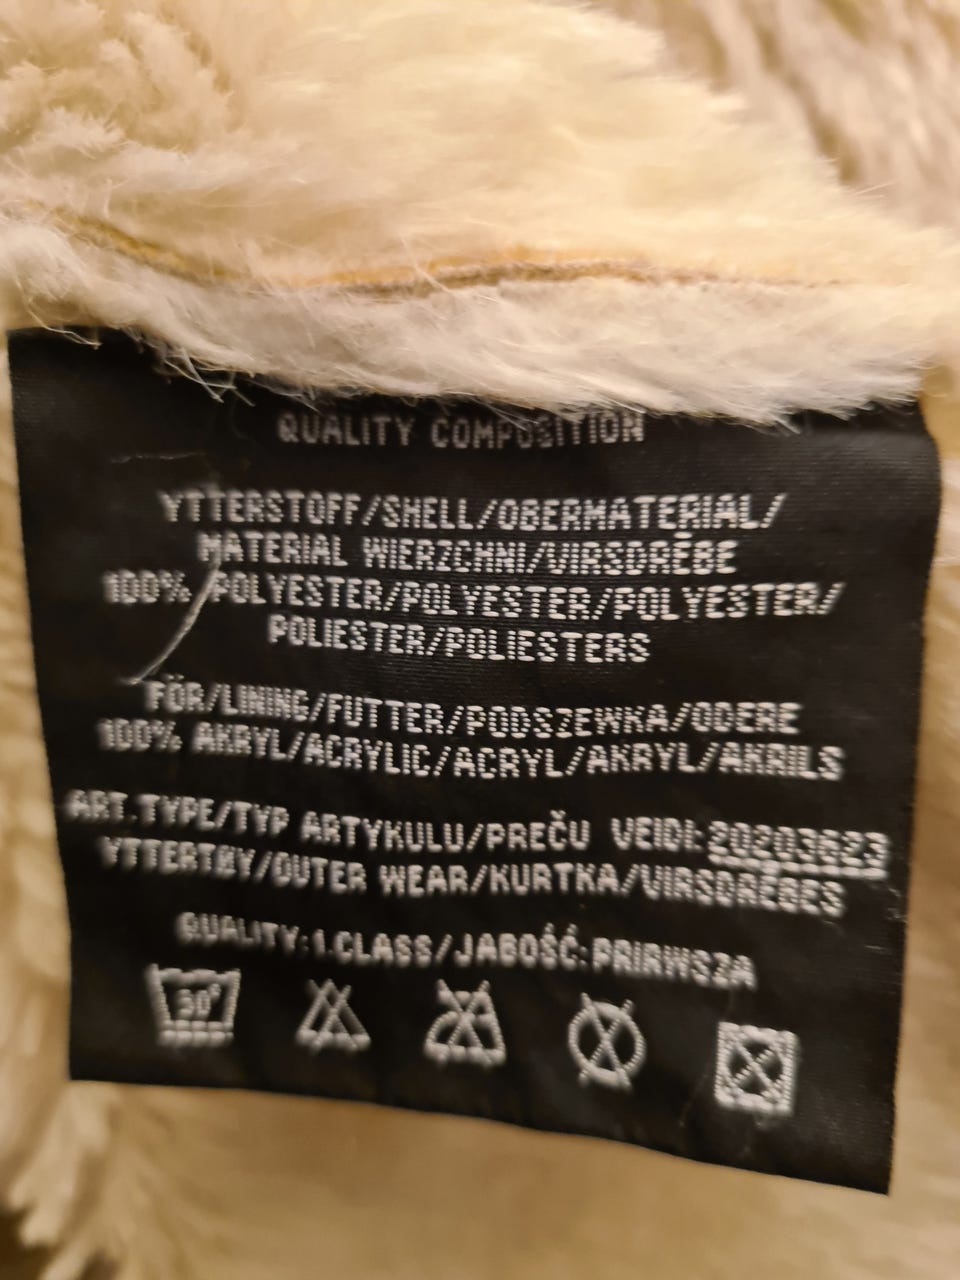 QUALITY COMPOSITION
YTTERSTOFF/SHELL/OBERMATERIAL/
MATERIAL WIERZCHNI/VIRSDRĒBE
100% POLYESTER/POLYESTER/POLYESTER/
POLIESTER/POLIESTERS
FÖR/LINING/FUTTER/PODSZEWKA/ODERE
100% AKRYL/ACRYLIC/ACRYL/AKRYL/AKRILS
ART.TYPE/TYP ARTYKULU/PREČU VEIDI:20203623
YTTERTØY/OUTER WEAR/KURTKA/VIRSDRĒBES
QUALITY:1.CLASS/JABOŚĆ:PRIRWSZA
30°